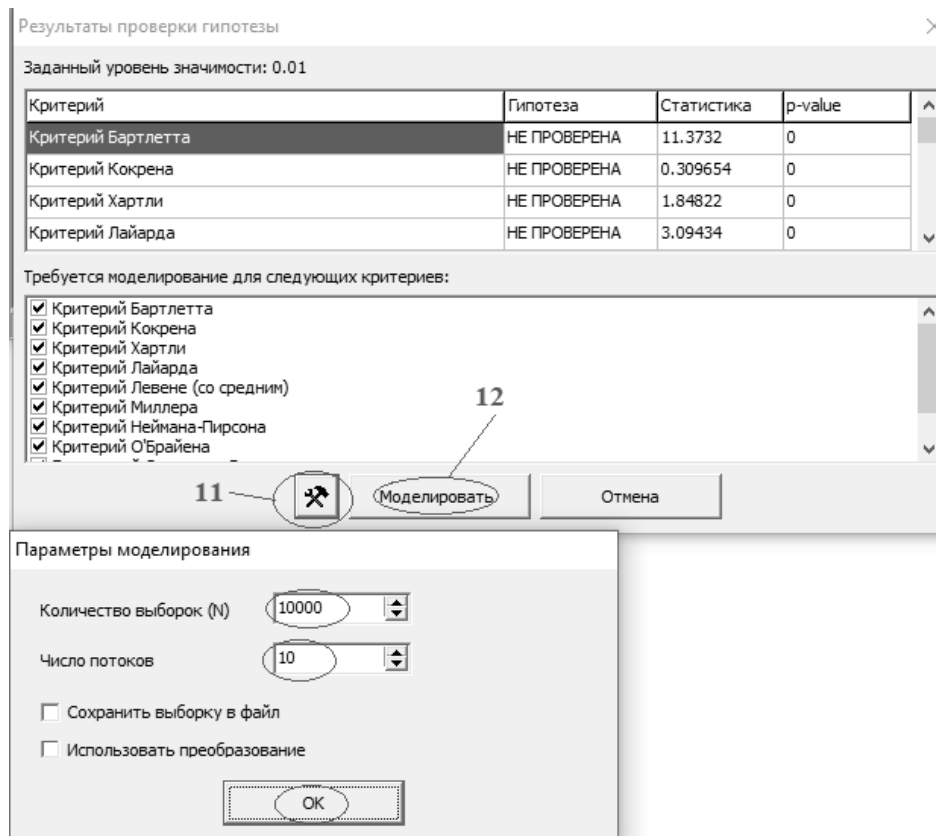 Результаты проверки гипотезы
Заданный уровень значимости: 0.01
Критерий Гипотеза Статистика p-value
Критерий Бартлетта НЕ ПРОВЕРЕНА 11.3732 0
Критерий Кокрена НЕ ПРОВЕРЕНА 0.309654 0
Критерий Хартли НЕ ПРОВЕРЕНА 1.84822 0
Критерий Лайарда НЕ ПРОВЕРЕНА 3.09434 0
Требуется моделирование для следующих критериев:
Критерий Бартлетта
Критерий Кокрена
Критерий Хартли
Критерий Лайарда
Критерий Левене (со средним)
Критерий Миллера
Критерий Неймана-Пирсона
Критерий О'Брайена
12
11
Моделировать Отмена
Параметры моделирования
Количество выборок (N) 10000
Число потоков 10
Сохранить выборку в файл
Использовать преобразование
OK